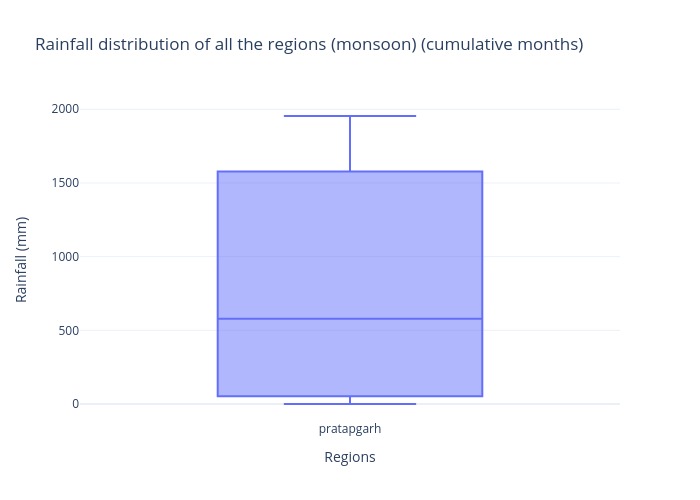 Rainfall distribution of all the regions (monsoon) (cumulative months)
2000
1500
1000
500
0
Rainfall (mm)
pratapgarh
Regions